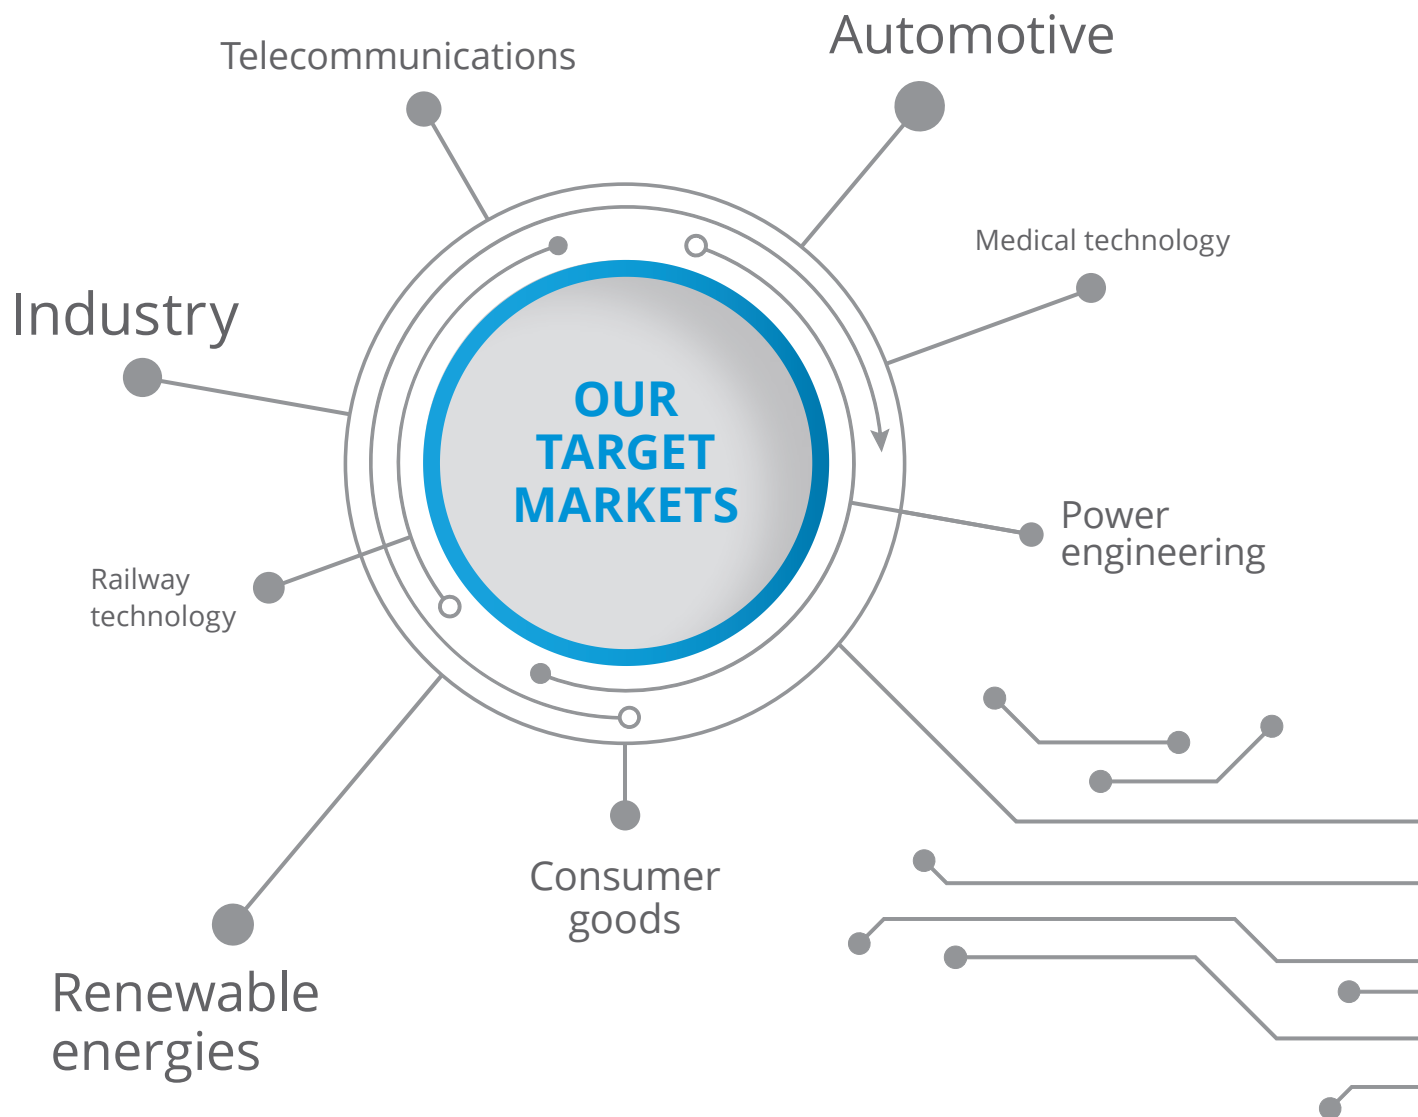 Automotive
Telecommunications
Medical technology
Industry
OUR
TARGET
MARKETS
Power
engineering
Railway
technology
Consumer
goods
Renewable
energies